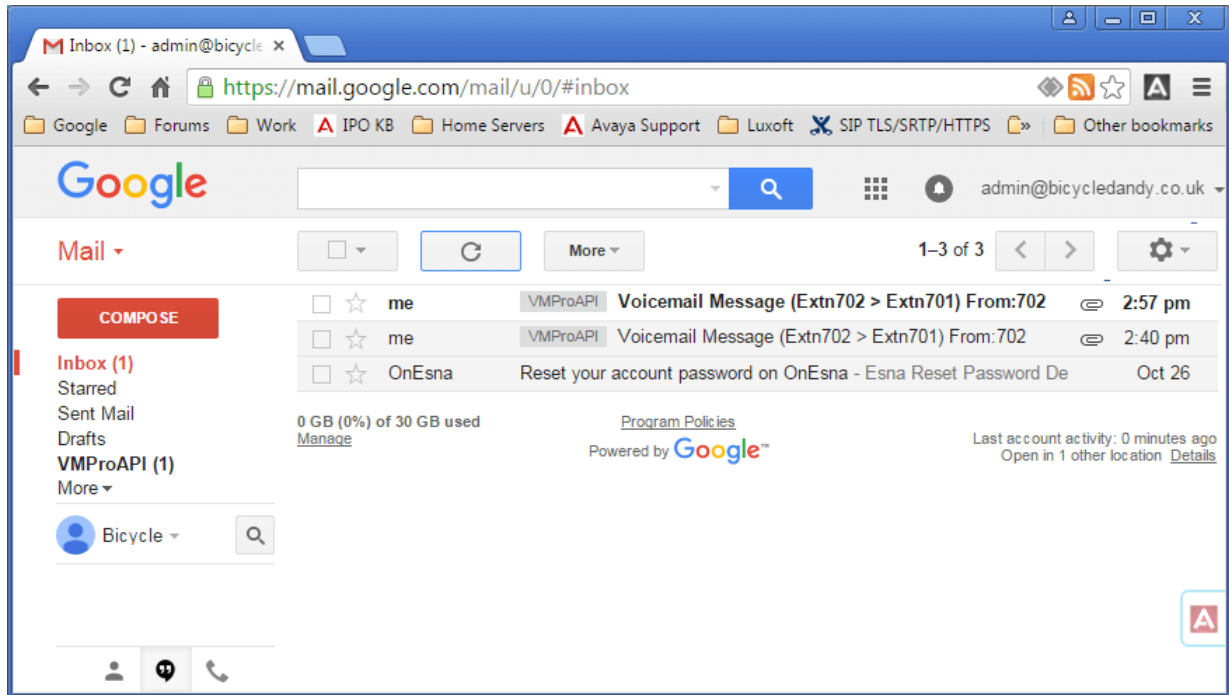 Inbox (1) - admin@bicycle
https://mail.google.com/mail/u/0/#inbox
Google Forums Work IPO KB Home Servers Avaya Support Luxoft SIP TLS/SRTP/HTTPS » Other bookmarks
Google
admin@bicycledandy.co.uk
Mail
More
1–3 of 3
COMPOSE
Inbox (1)
Starred
Sent Mail
Drafts
VMProAPI (1)
More
Bicycle
me VMProAPI Voicemail Message (Extn702 > Extn701) From:702 2:57 pm
me VMProAPI Voicemail Message (Extn702 > Extn701) From:702 2:40 pm
OnEsna Reset your account password on OnEsna - Esna Reset Password De Oct 26
0 GB (0%) of 30 GB used
Manage
Program Policies
Powered by Google™
Last account activity: 0 minutes ago
Open in 1 other location Details